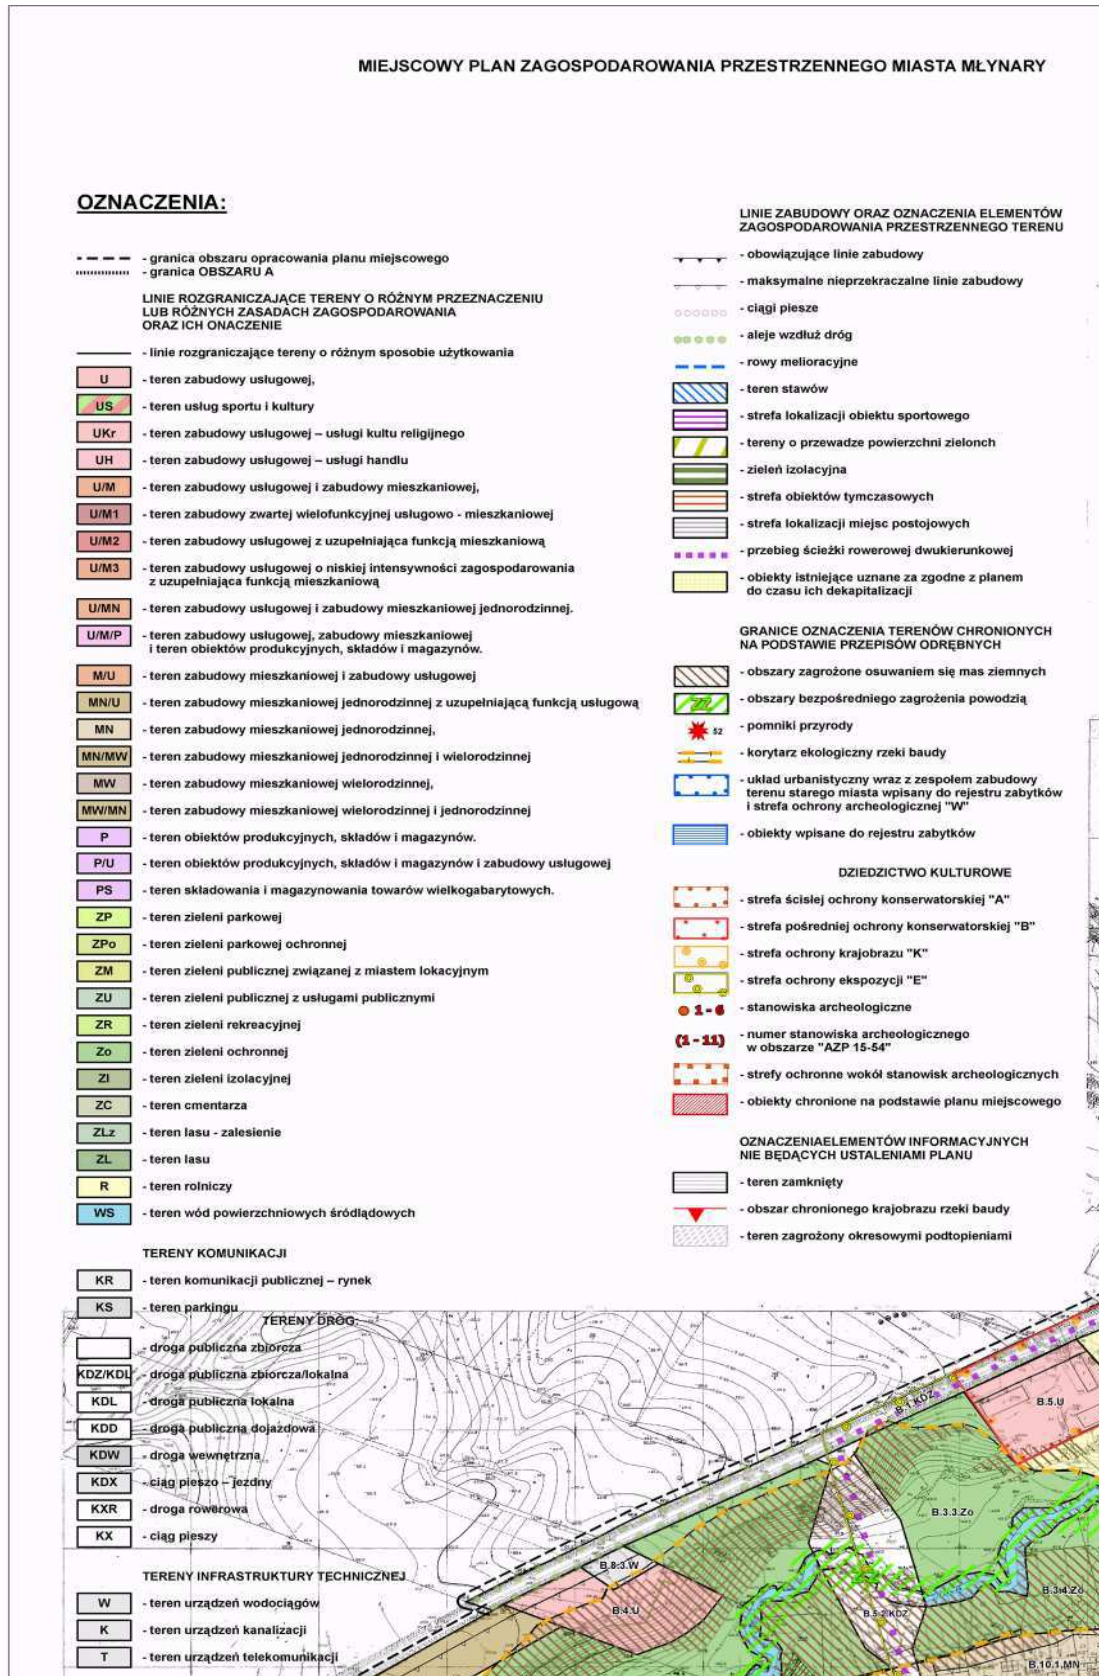 MIEJSCOWY PLAN ZAGOSPODAROWANIA PRZESTRZENNEGO MIASTA MŁYNARY
OZNACZENIA:
- granica obszaru opracowania planu miejscowego
- granica OBSZARU A
LINIE ROZGRANICZAJĄCE TERENY O RÓŻNYM PRZEZNACZENIU
LUB RÓŻNYCH ZASADACH ZAGOSPODAROWANIA
ORAZ ICH ONACZENIE
- linie rozgraniczające tereny o różnym sposobie użytkowania
U - teren zabudowy usługowej,
US - teren usług sportu i kultury
UKr - teren zabudowy usługowej – usługi kultu religijnego
UH - teren zabudowy usługowej – usługi handlu
U/M - teren zabudowy usługowej i zabudowy mieszkaniowej,
U/M1 - teren zabudowy zwartej wielofunkcyjnej usługowo - mieszkaniowej
U/M2 - teren zabudowy usługowej z uzupełniająca funkcją mieszkaniową
U/M3 - teren zabudowy usługowej o niskiej intensywności zagospodarowania
z uzupełniająca funkcją mieszkaniową
U/MN - teren zabudowy usługowej i zabudowy mieszkaniowej jednorodzinnej.
U/M/P - teren zabudowy usługowej, zabudowy mieszkaniowej
i teren obiektów produkcyjnych, składów i magazynów.
M/U - teren zabudowy mieszkaniowej i zabudowy usługowej
MN/U - teren zabudowy mieszkaniowej jednorodzinnej z uzupełniającą funkcją usługową
MN - teren zabudowy mieszkaniowej jednorodzinnej,
MN/MW - teren zabudowy mieszkaniowej jednorodzinnej i wielorodzinnej
MW - teren zabudowy mieszkaniowej wielorodzinnej,
MW/MN - teren zabudowy mieszkaniowej wielorodzinnej i jednorodzinnej
P - teren obiektów produkcyjnych, składów i magazynów.
P/U - teren obiektów produkcyjnych, składów i magazynów i zabudowy usługowej
PS - teren składowania i magazynowania towarów wielkogabarytowych.
ZP - teren zieleni parkowej
ZPo - teren zieleni parkowej ochronnej
ZM - teren zieleni publicznej związanej z miastem lokacyjnym
ZU - teren zieleni publicznej z usługami publicznymi
ZR - teren zieleni rekreacyjnej
Zo - teren zieleni ochronnej
ZI - teren zieleni izolacyjnej
ZC - teren cmentarza
ZLz - teren lasu - zalesienie
ZL - teren lasu
R - teren rolniczy
WS - teren wód powierzchniowych śródlądowych
TERENY KOMUNIKACJI
KR - teren komunikacji publicznej – rynek
KS - teren parkingu
TERENY DRÓG:
- droga publiczna zbiorcza
KDZ/KDL - droga publiczna zbiorcza/lokalna
KDL - droga publiczna lokalna
KDD - droga publiczna dojazdowa
KDW - droga wewnętrzna
KDX - ciąg pieszo – jezdny
KXR - droga rowerowa
KX - ciąg pieszy
TERENY INFRASTRUKTURY TECHNICZNEJ
W - teren urządzeń wodociągów
K - teren urządzeń kanalizacji
T - teren urządzeń telekomunikacji
LINIE ZABUDOWY ORAZ OZNACZENIA ELEMENTÓW
ZAGOSPODAROWANIA PRZESTRZENNEGO TERENU
- obowiązujące linie zabudowy
- maksymalne nieprzekraczalne linie zabudowy
- ciągi piesze
- aleje wzdłuż dróg
- rowy melioracyjne
- teren stawów
- strefa lokalizacji obiektu sportowego
- tereny o przewadze powierzchni zielonch
- zieleń izolacyjna
- strefa obiektów tymczasowych
- strefa lokalizacji miejsc postojowych
- przebieg ścieżki rowerowej dwukierunkowej
- obiekty istniejące uznane za zgodne z planem
do czasu ich dekapitalizacji
GRANICE OZNACZENIA TERENÓW CHRONIONYCH
NA PODSTAWIE PRZEPISÓW ODRĘBNYCH
- obszary zagrożone osuwaniem się mas ziemnych
ZZ - obszary bezpośredniego zagrożenia powodzią
52 - pomniki przyrody
- korytarz ekologiczny rzeki baudy
- układ urbanistyczny wraz z zespołem zabudowy
terenu starego miasta wpisany do rejestru zabytków
i strefa ochrony archeologicznej "W"
- obiekty wpisane do rejestru zabytków
DZIEDZICTWO KULTUROWE
- strefa ścisłej ochrony konserwatorskiej "A"
- strefa pośredniej ochrony konserwatorskiej "B"
- strefa ochrony krajobrazu "K"
- strefa ochrony ekspozycji "E"
1 - 6 - stanowiska archeologiczne
(1 - 11) - numer stanowiska archeologicznego
w obszarze "AZP 15-54"
- strefy ochronne wokół stanowisk archeologicznych
- obiekty chronione na podstawie planu miejscowego
OZNACZENIAELEMENTÓW INFORMACYJNYCH
NIE BĘDĄCYCH USTALENIAMI PLANU
- teren zamknięty
- obszar chronionego krajobrazu rzeki baudy
- teren zagrożony okresowymi podtopieniami
B.1.KDZ
B.5.U
B.3.3.Zo
B.8.3.W
B.3.4.Zo
B.4.U
B.5.2.KDZ
B.10.1.MN